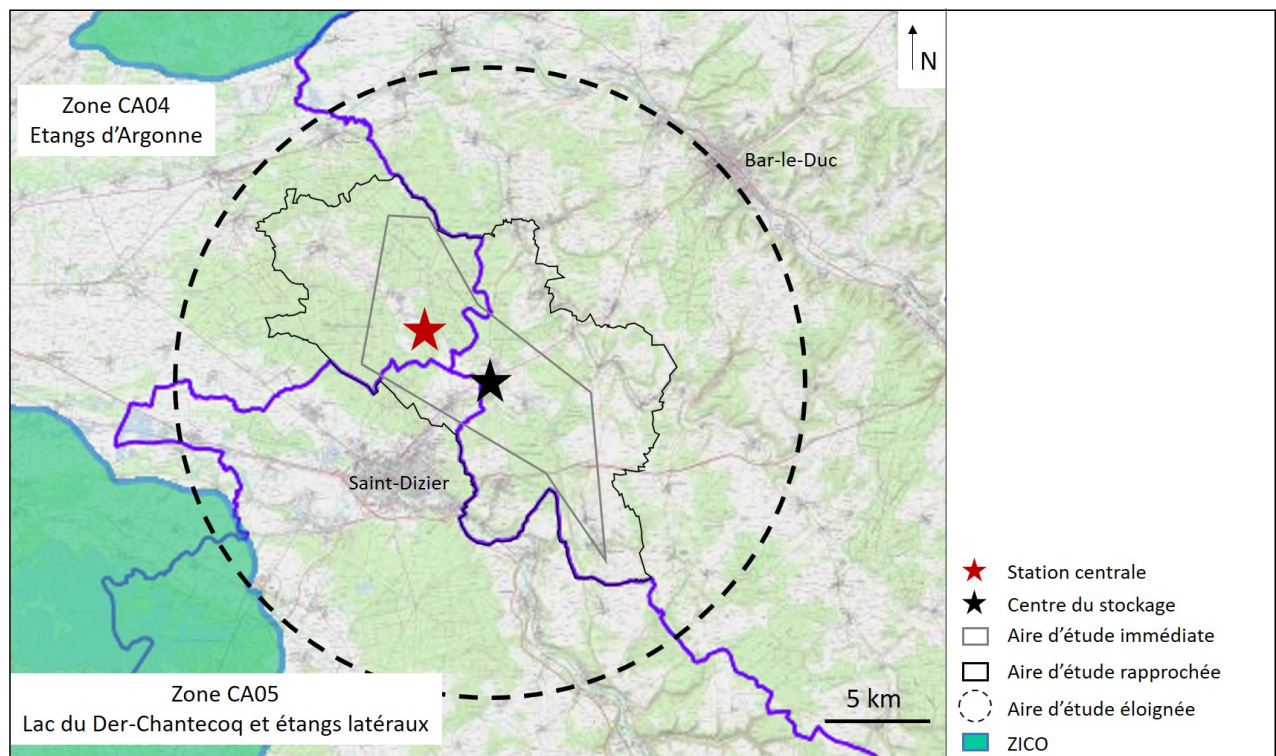 N
Zone CA04
Etangs d'Argonne
Bar-le-Duc
Saint-Dizier
Zone CA05
Lac du Der-Chantecoq et étangs latéraux
5 km
Station centrale
Centre du stockage
Aire d'étude immédiate
Aire d'étude rapprochée
Aire d'étude éloignée
ZICO